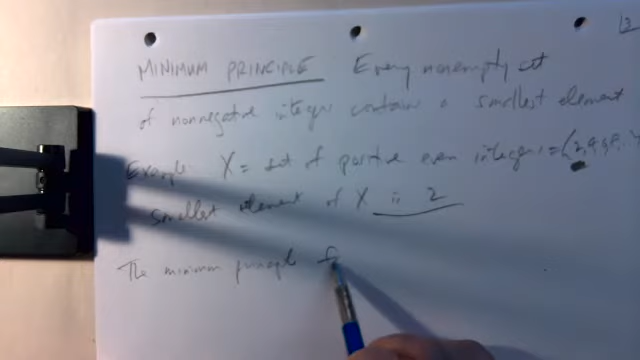 MINIMUM PRINCIPLE Every nonempty set
of nonnegative integers contains a smallest element
Example X = set of positive even integers = {2,4,6,8,..}
smallest element of X is 2
The minimum principle